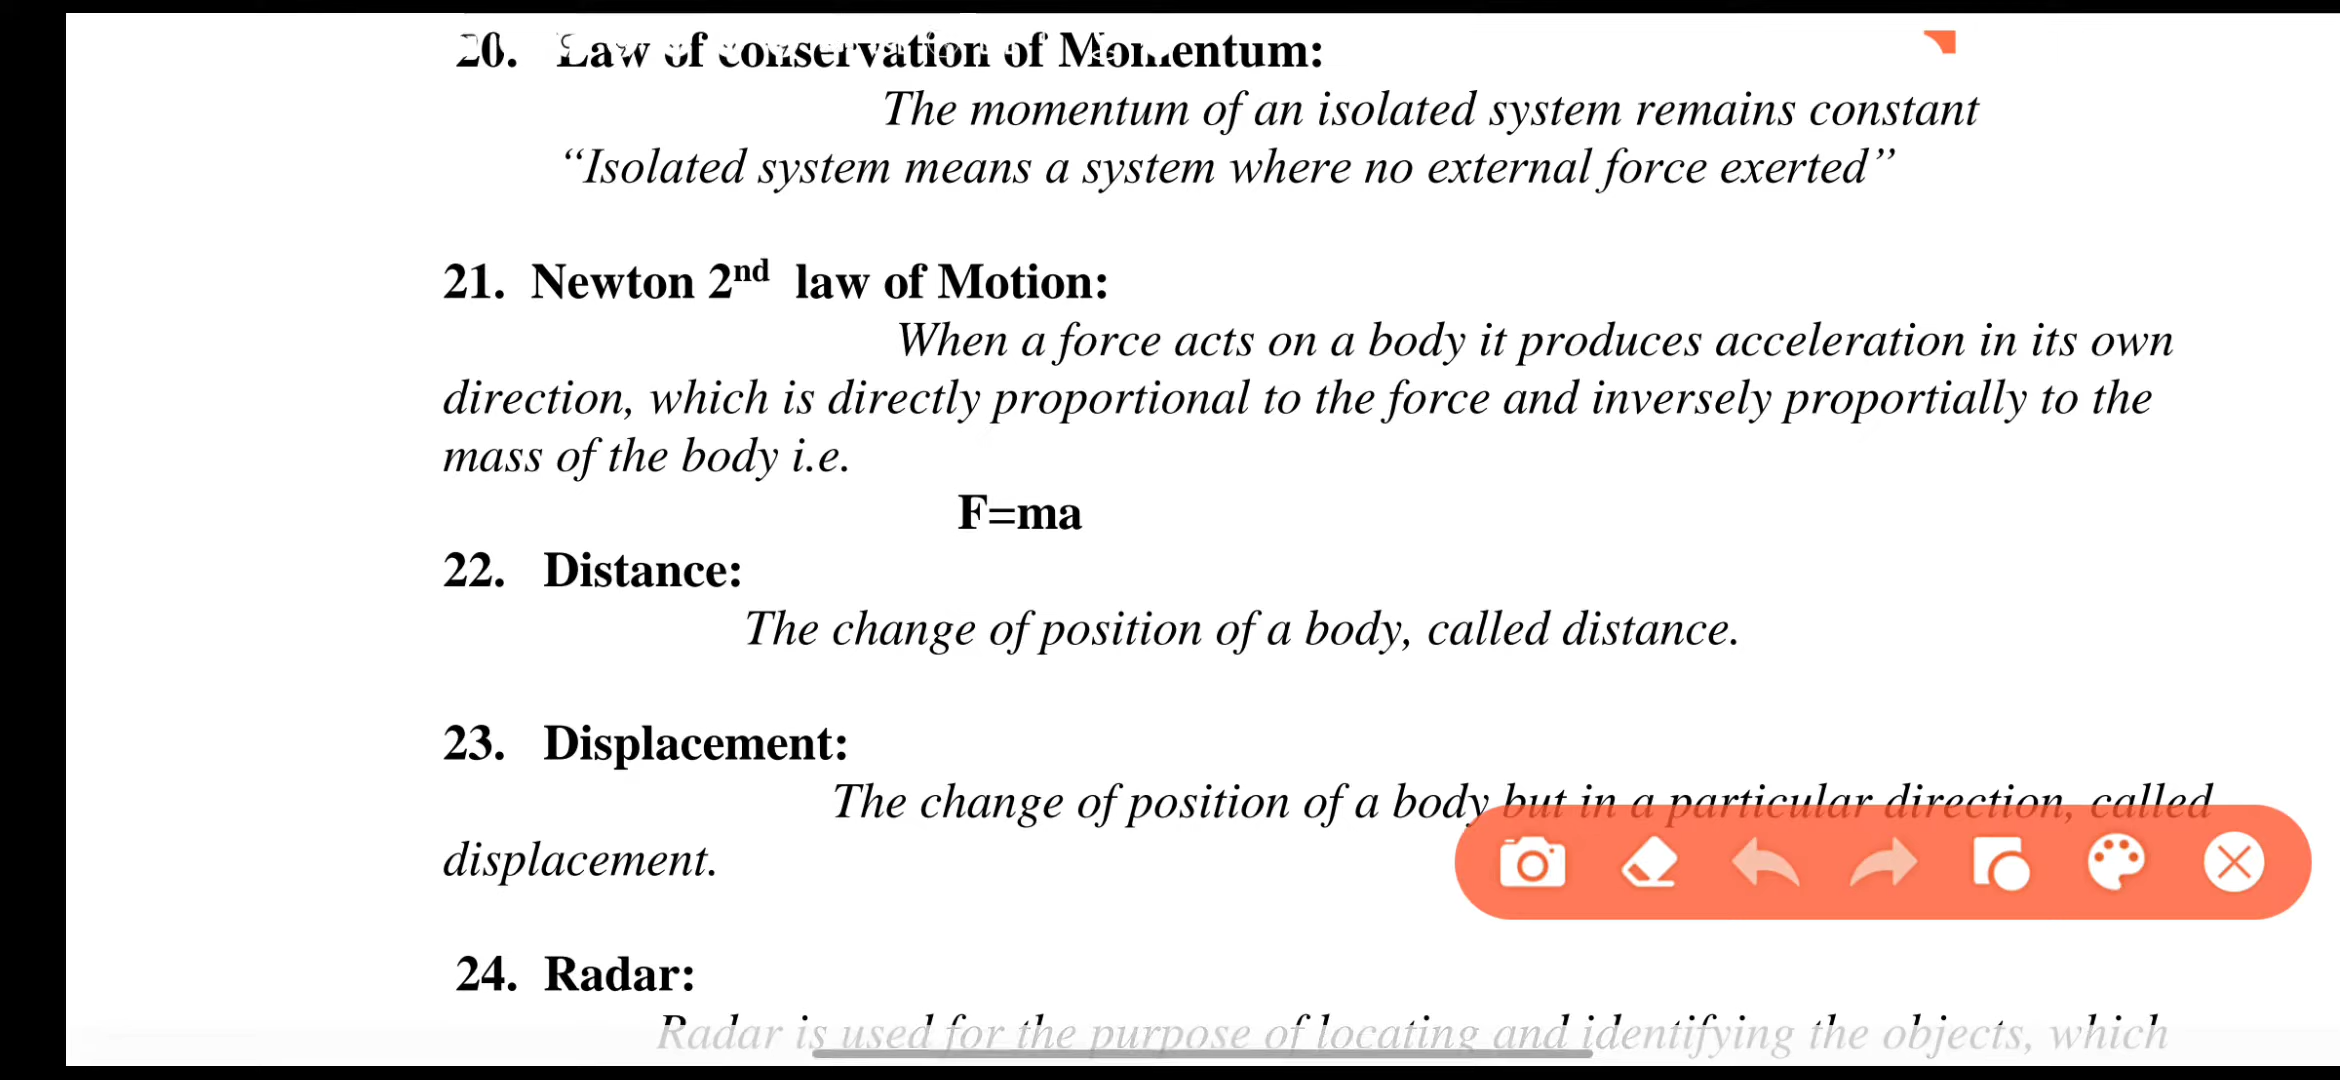 20. Law of conservation of Momentum:
The momentum of an isolated system remains constant
“Isolated system means a system where no external force exerted”
21. Newton 2nd law of Motion:
When a force acts on a body it produces acceleration in its own
direction, which is directly proportional to the force and inversely proportially to the
mass of the body i.e.
F=ma
22. Distance:
The change of position of a body, called distance.
23. Displacement:
The change of position of a body but in a particular direction, called
displacement.
24. Radar:
Radar is used for the purpose of locating and identifying the objects, which